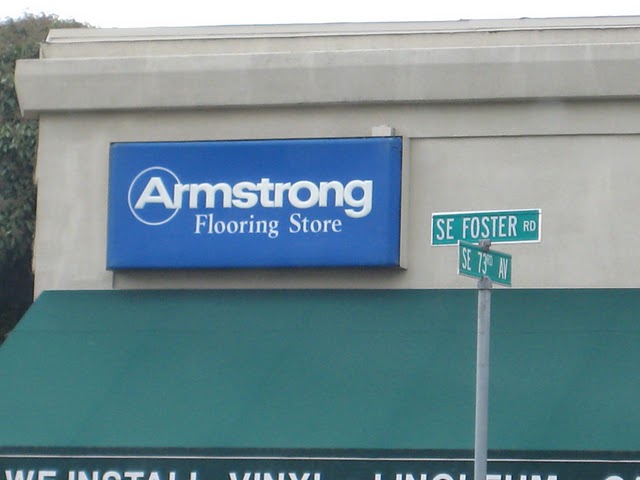 Armstrong
Flooring Store
SE FOSTER RD
SE 73RD AV
WE INSTALL VINYL LINOLEUM